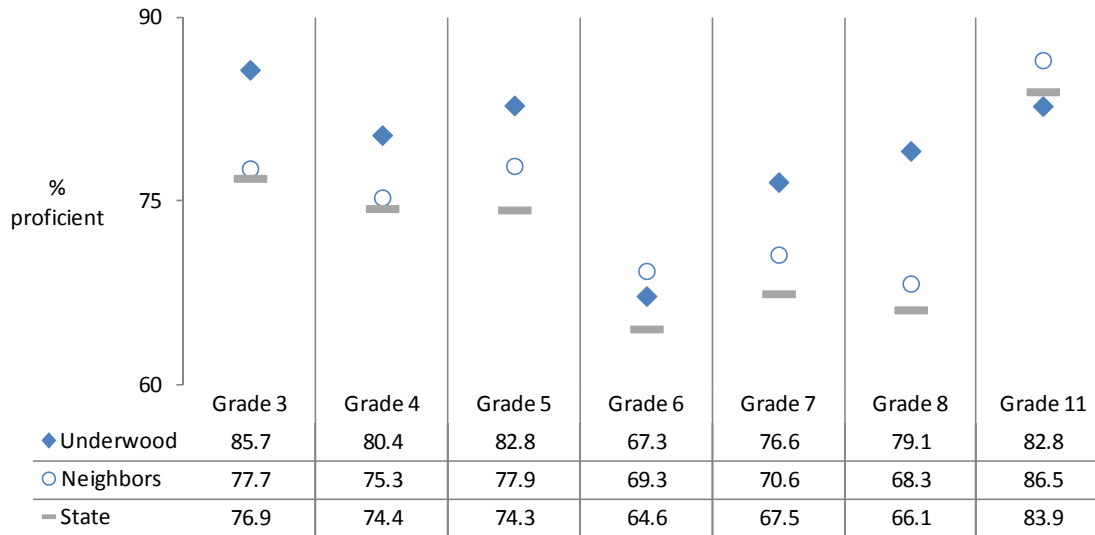 90
75
60
%
proficient
Grade 3 Grade 4 Grade 5 Grade 6 Grade 7 Grade 8 Grade 11
Underwood 85.7 80.4 82.8 67.3 76.6 79.1 82.8
Neighbors 77.7 75.3 77.9 69.3 70.6 68.3 86.5
State 76.9 74.4 74.3 64.6 67.5 66.1 83.9